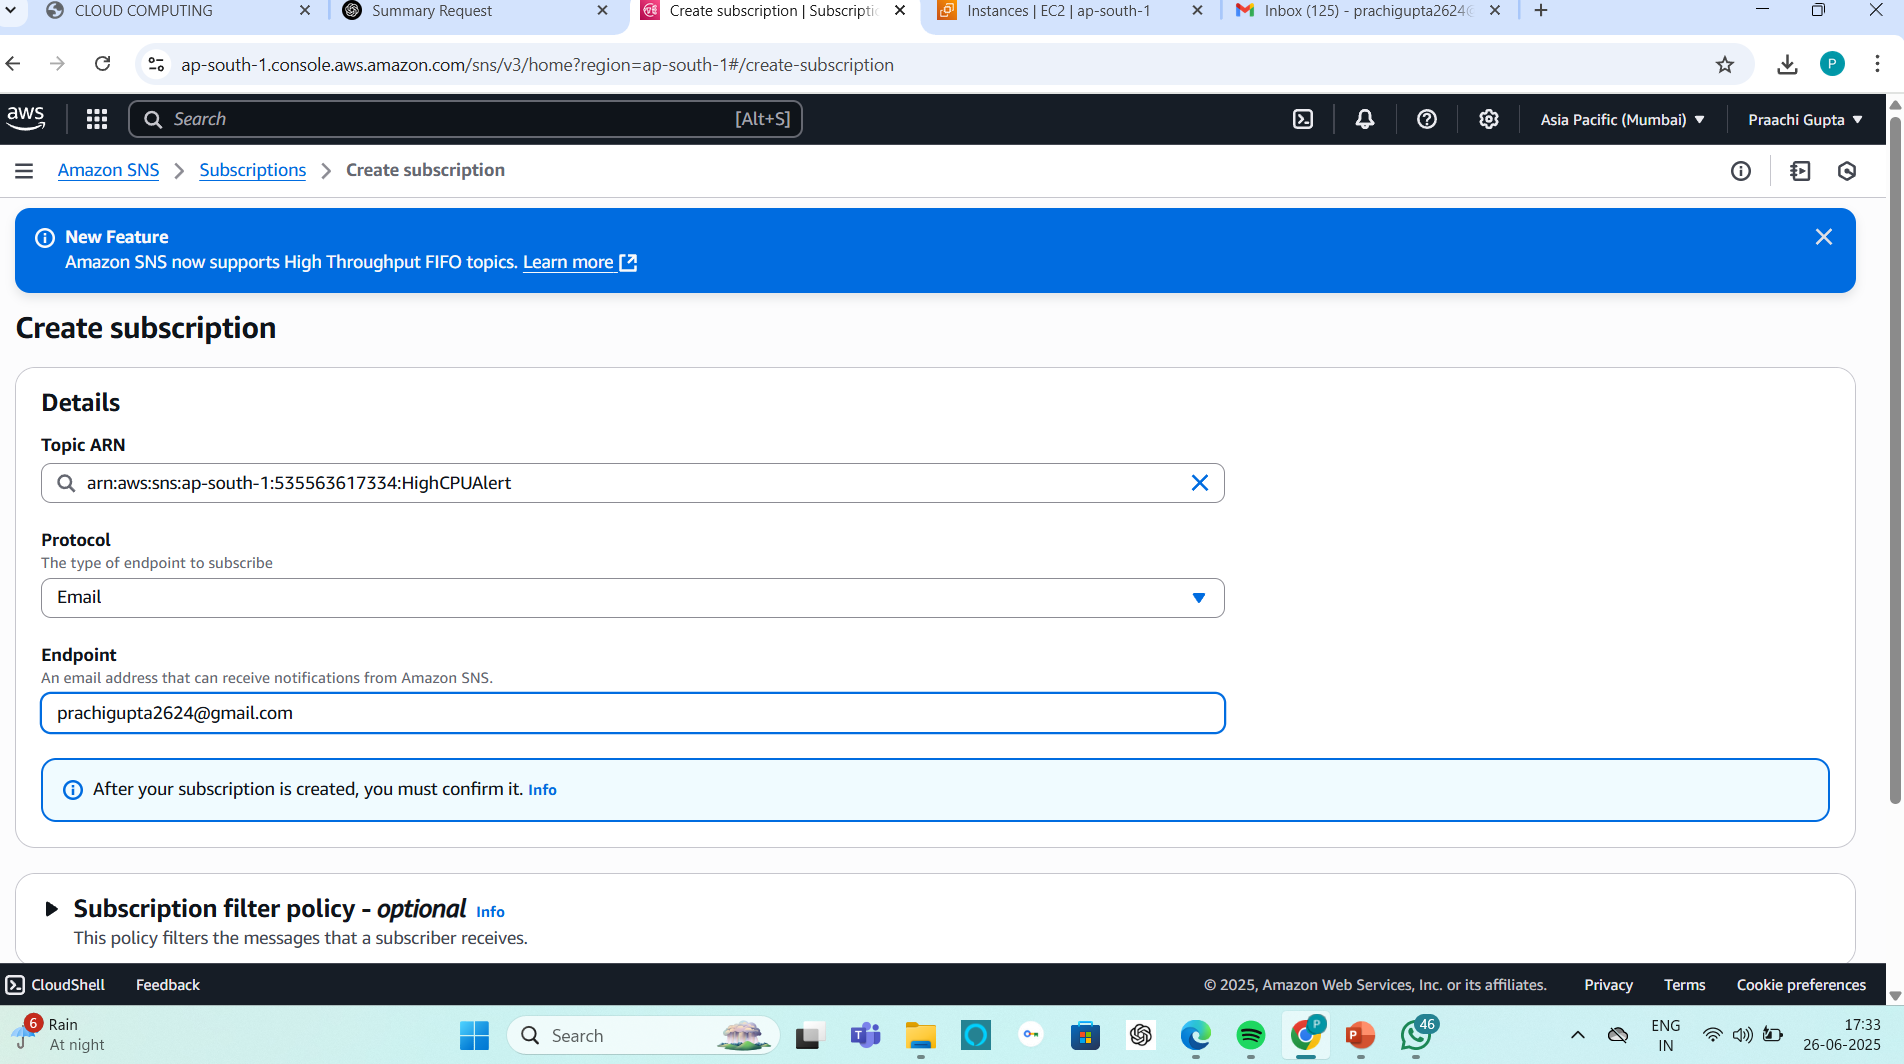 CLOUD COMPUTING
Summary Request
Create subscription | Subscripti
Instances | EC2 | ap-south-1
Inbox (125) - prachigupta2624@
ap-south-1.console.aws.amazon.com/sns/v3/home?region=ap-south-1#/create-subscription
P
aws
Search
[Alt+S]
Asia Pacific (Mumbai)
Praachi Gupta
Amazon SNS
Subscriptions
Create subscription
New Feature
Amazon SNS now supports High Throughput FIFO topics. Learn more
Create subscription
Details
Topic ARN
arn:aws:sns:ap-south-1:535563617334:HighCPUAlert
Protocol
The type of endpoint to subscribe
Email
Endpoint
An email address that can receive notifications from Amazon SNS.
prachigupta2624@gmail.com
After your subscription is created, you must confirm it. Info
Subscription filter policy - optional Info
This policy filters the messages that a subscriber receives.
CloudShell
Feedback
© 2025, Amazon Web Services, Inc. or its affiliates.
Privacy
Terms
Cookie preferences
6
Rain
At night
Search
P
46
ENG
IN
17:33
26-06-2025